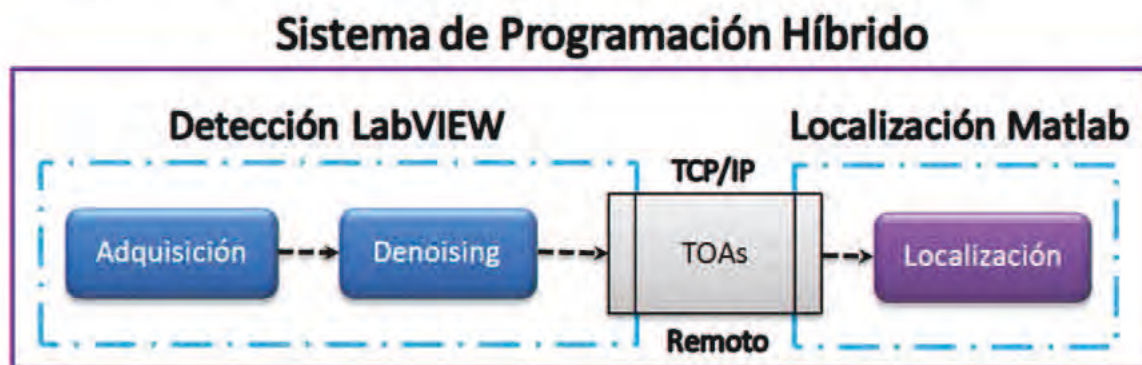 Sistema de Programación Híbrido
Detección LabVIEW
Localización Matlab
TCP/IP
Adquisición
Denoising
TOAs
Localización
Remoto